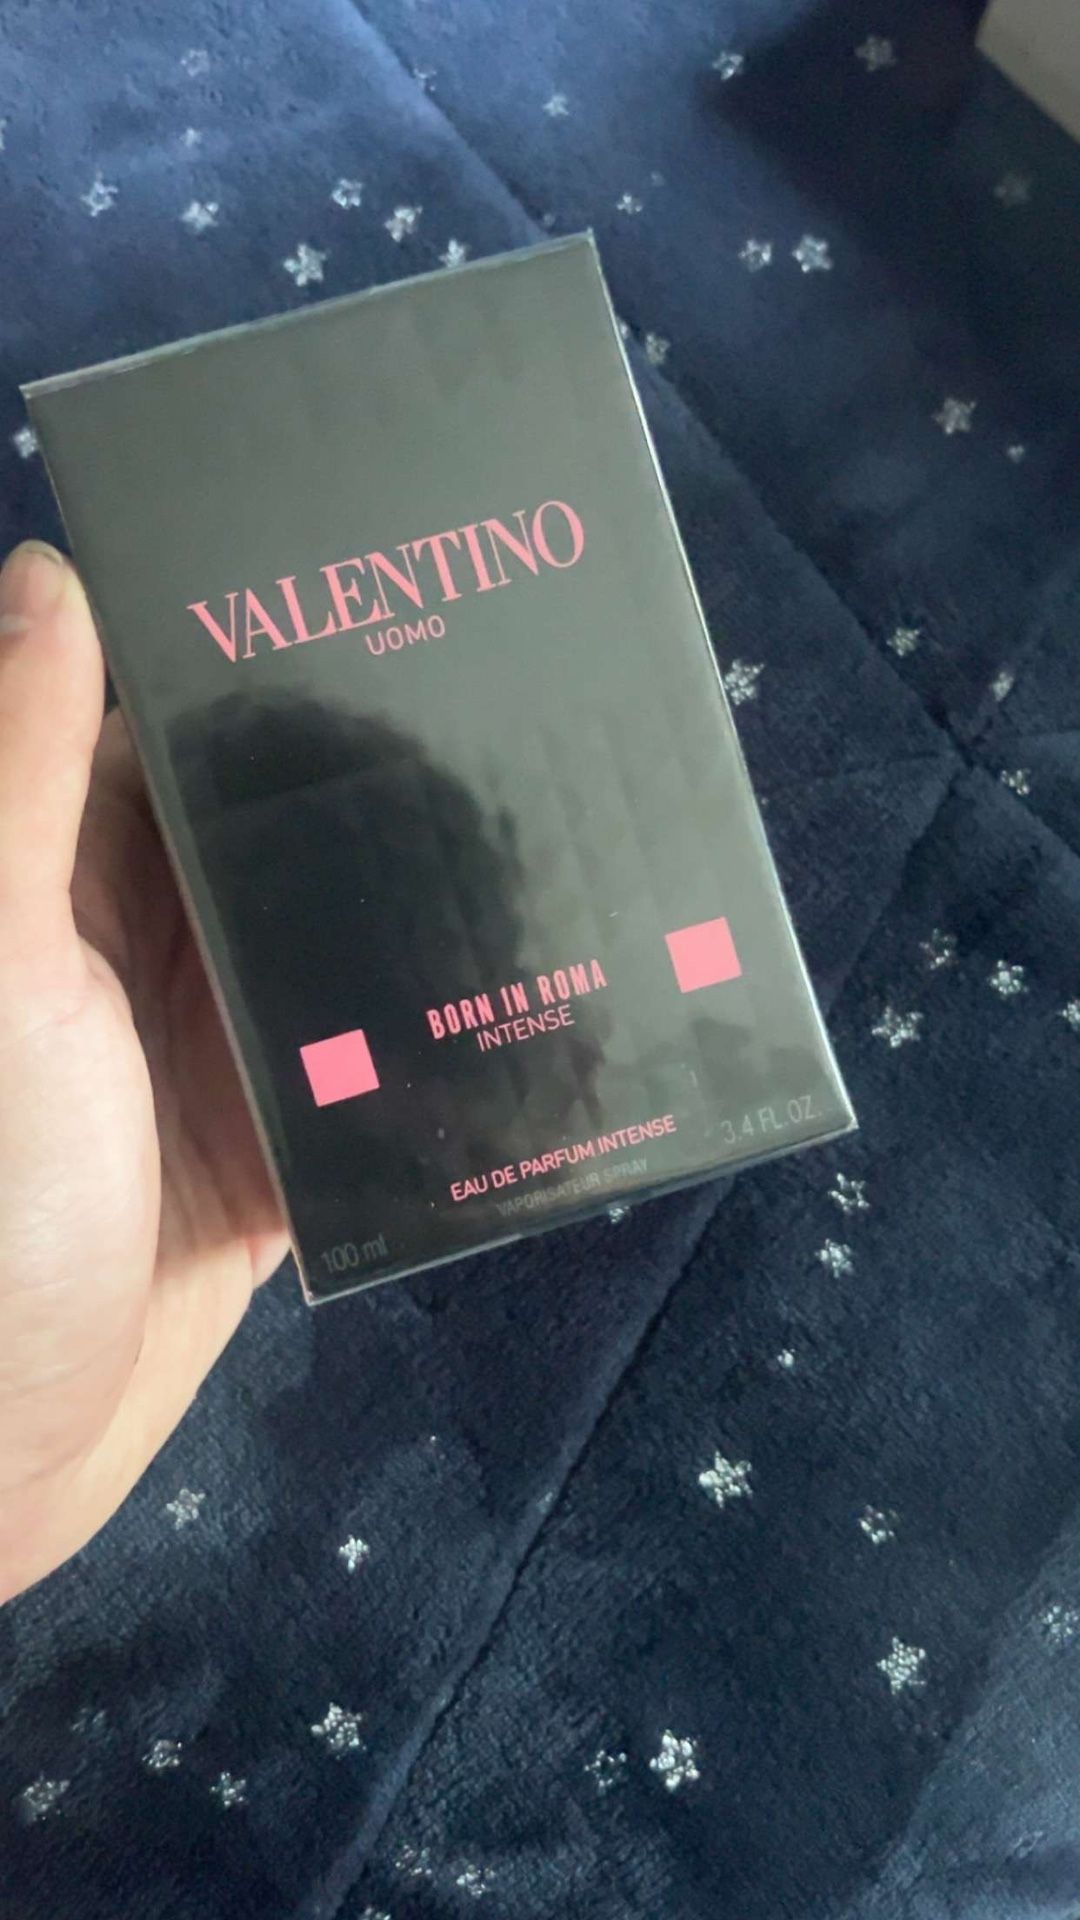 VALENTINO
UOMO
BORN IN ROMA
INTENSE
EAU DE PARFUM INTENSE
VAPORISATEUR SPRAY
100 ml
3.4 FL.OZ.